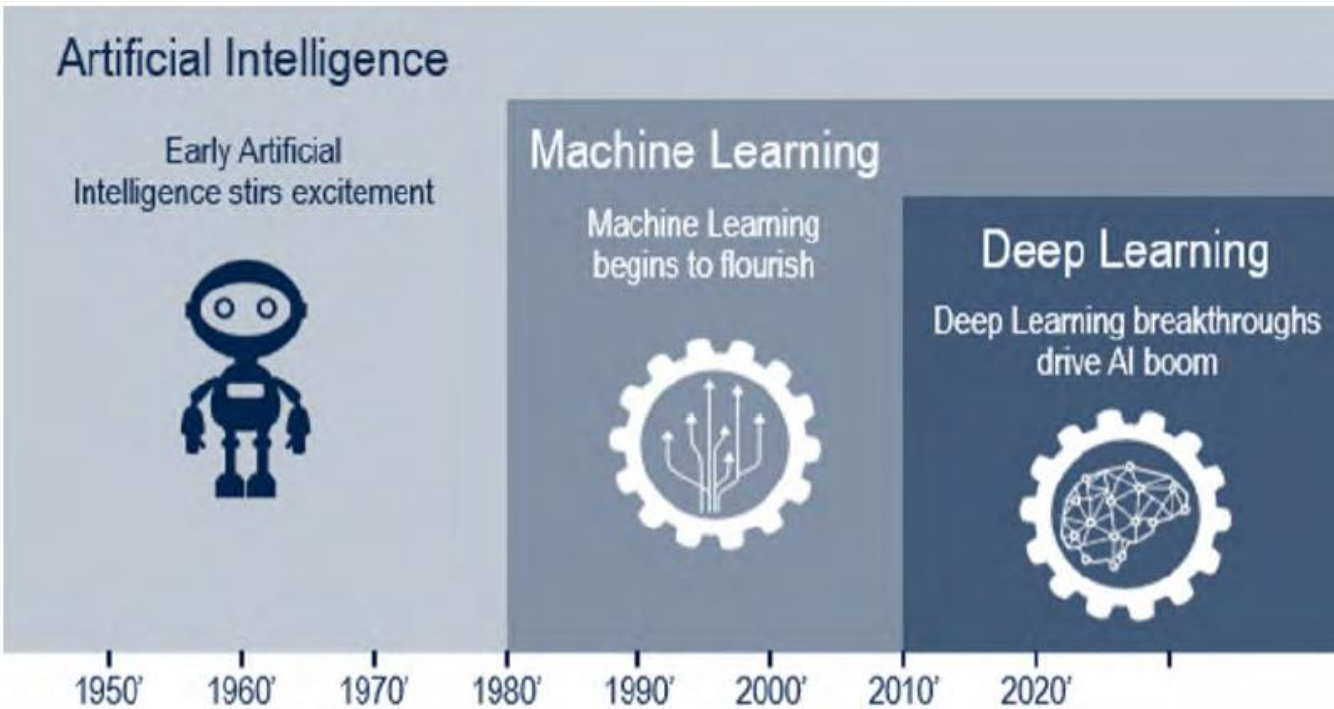 Artificial Intelligence
Early Artificial
Intelligence stirs excitement
Machine Learning
Machine Learning
begins to flourish
Deep Learning
Deep Learning breakthroughs
drive AI boom
1950' 1960' 1970' 1980' 1990' 2000' 2010' 2020'